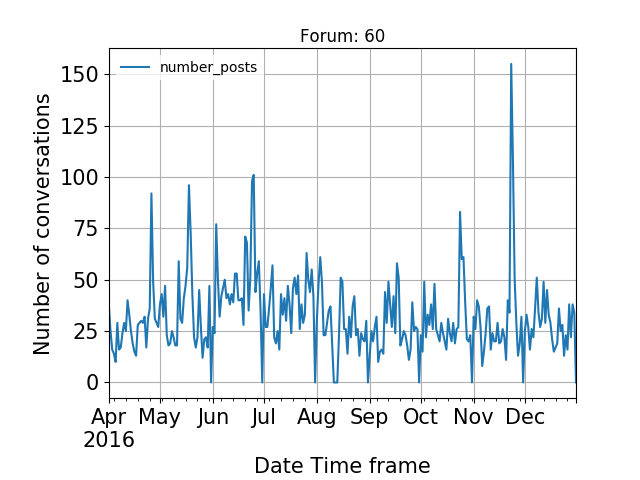 Forum: 60
number_posts
Number of conversations
150
125
100
75
50
25
0
Apr May Jun Jul Aug Sep Oct Nov Dec
2016
Date Time frame